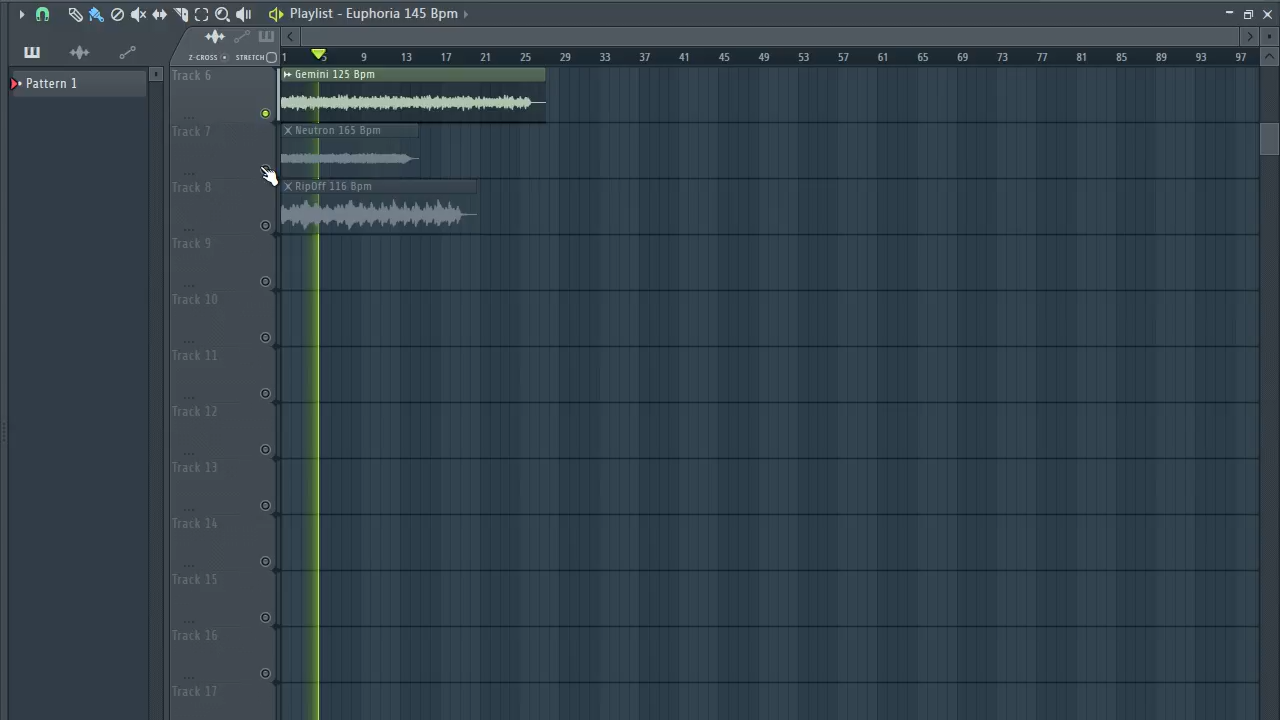 Playlist - Euphoria 145 Bpm
Z-CROSS STRETCH
1 5 9 13 17 21 25 29 33 37 41 45 49 53 57 61 65 69 73 77 81 85 89 93 97
Pattern 1
Track 6
Gemini 125 Bpm
Track 7
Neutron 165 Bpm
Track 8
RipOff 116 Bpm
Track 9
Track 10
Track 11
Track 12
Track 13
Track 14
Track 15
Track 16
Track 17